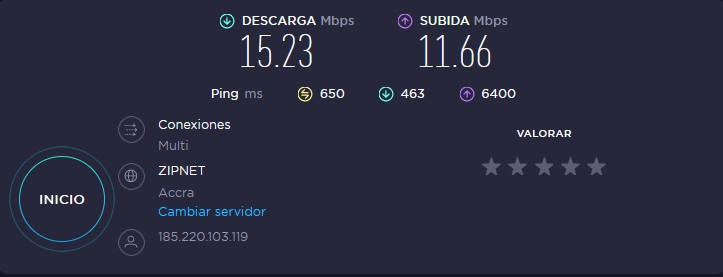 DESCARGA Mbps
SUBIDA Mbps
15.23
11.66
Ping ms 650 463 6400
Conexiones
Multi
VALORAR
ZIPNET
Accra
Cambiar servidor
INICIO
185.220.103.119